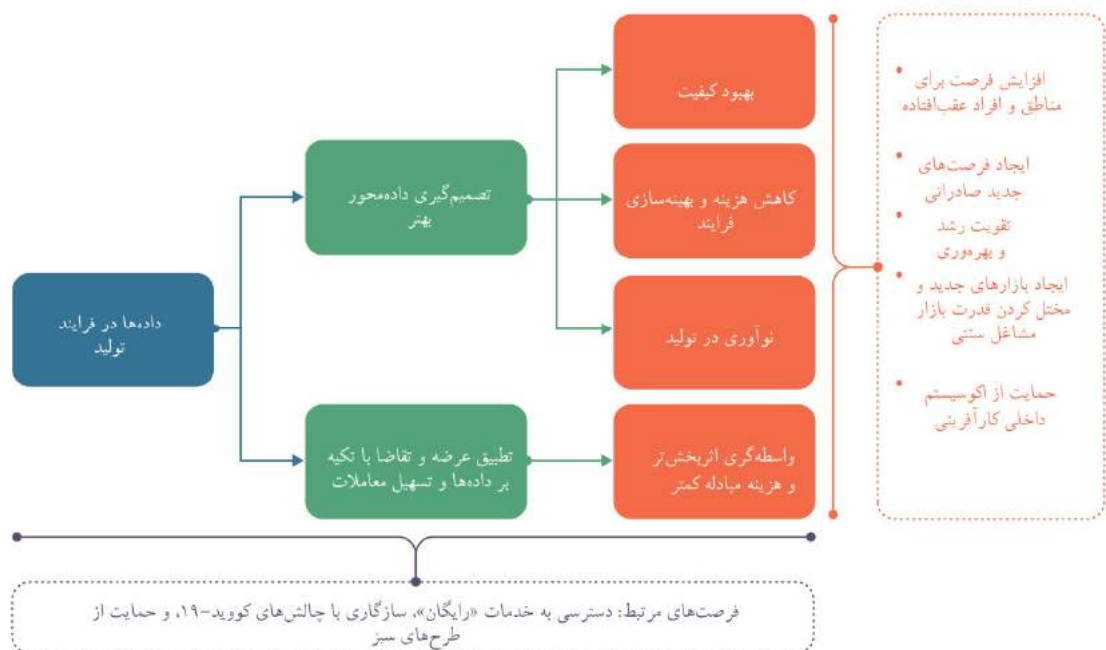 داده‌ها در فرایند
تولید
تصمیم‌گیری داده‌محور
بهتر
تطبیق عرضه و تقاضا با تکیه
بر داده‌ها و تسهیل معاملات
بهبود کیفیت
کاهش هزینه و بهینه‌سازی
فرایند
نوآوری در تولید
واسطه‌گری اثربخش‌تر
و هزینه مبادله کمتر
• افزایش فرصت برای
مناطق و افراد عقب‌افتاده
• ایجاد فرصت‌های
جدید صادراتی
• تقویت رشد
و بهره‌وری
• ایجاد بازارهای جدید و
مختل کردن قدرت بازار
مشاغل سنتی
• حمایت از اکوسیستم
داخلی کارآفرینی
فرصت‌های مرتبط: دسترسی به خدمات «رایگان»، سازگاری با چالش‌های کووید-۱۹، و حمایت از
طرح‌های سبز